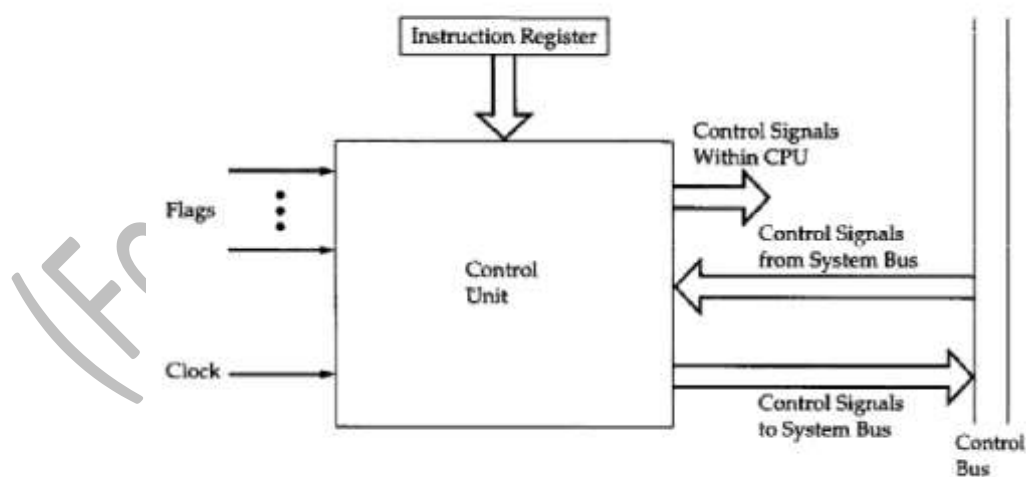 Instruction Register
Control Signals
Within CPU
Flags
Control Signals
from System Bus
Control
Unit
Clock
Control Signals
to System Bus
Control
Bus